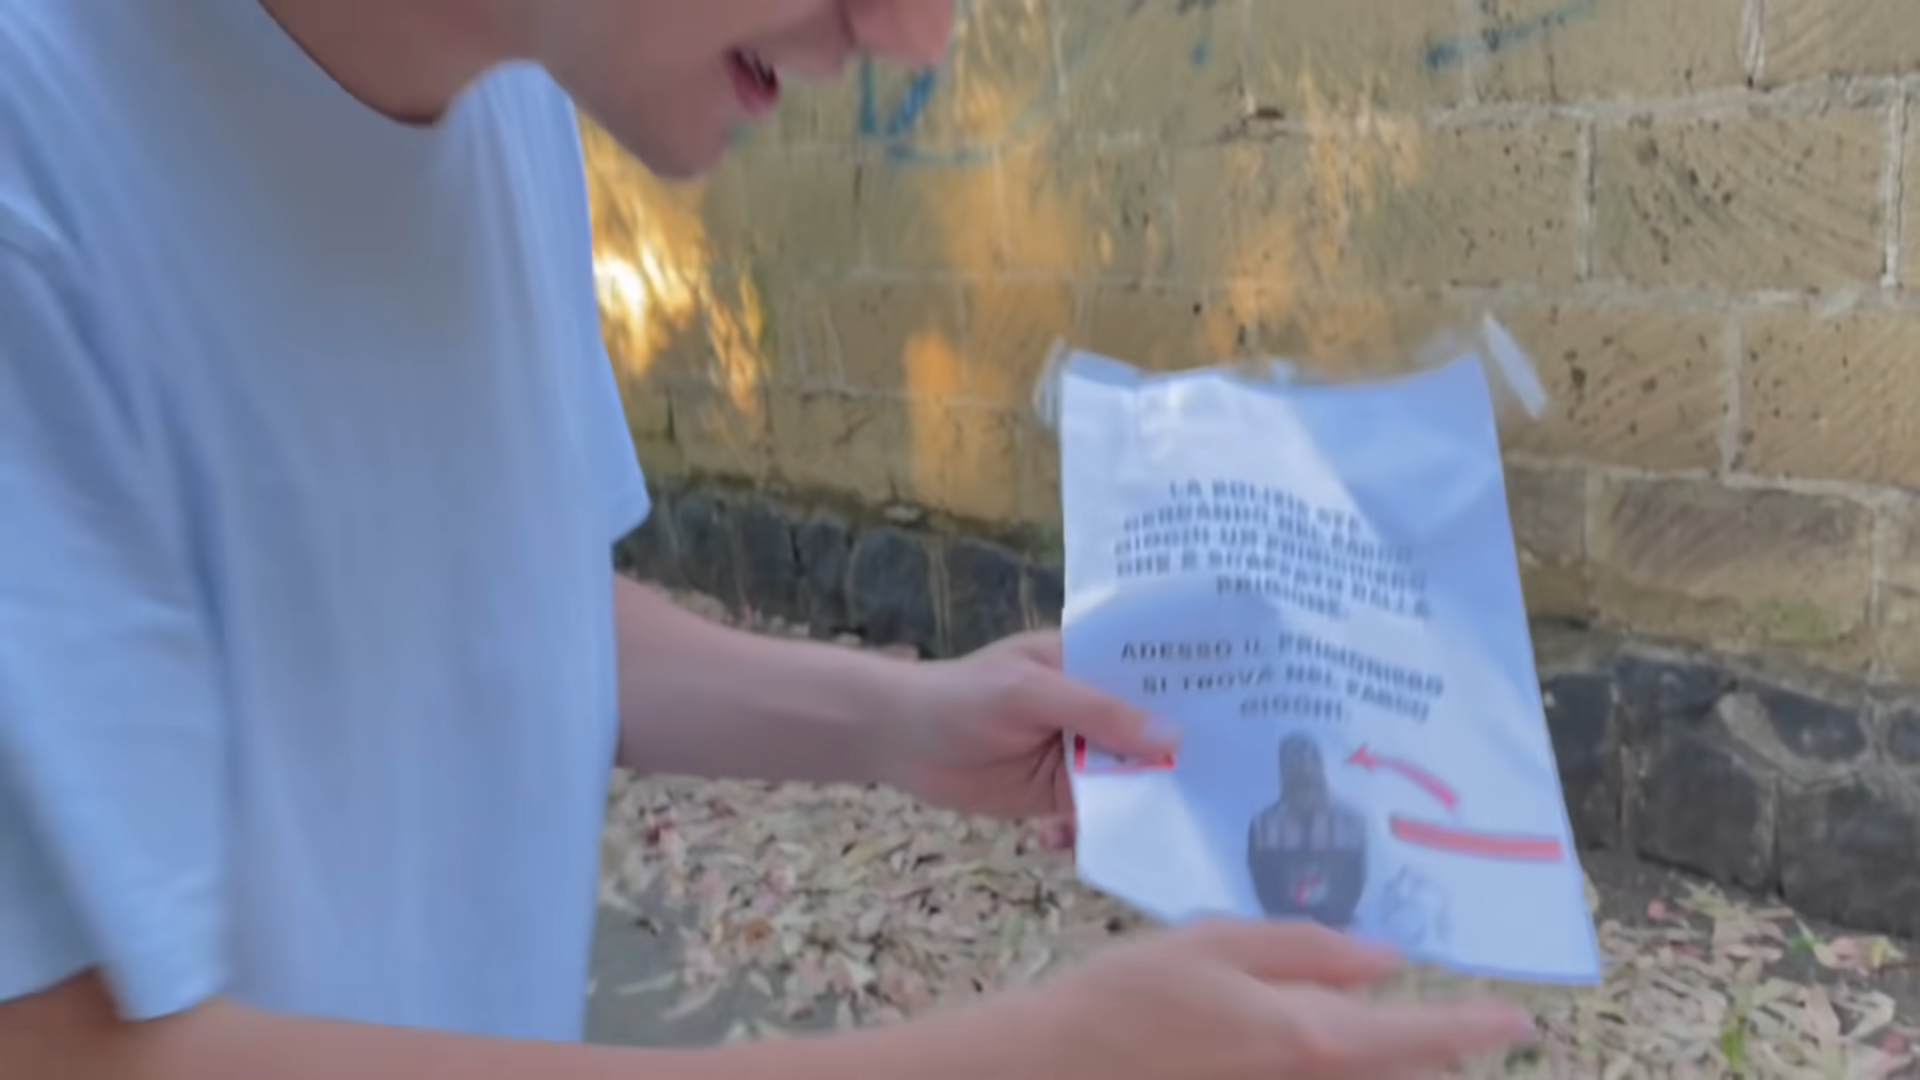 LA POLIZIA STA
CERCANDO NEL PARCO
GIOCHI UN PRIGIONIERO
CHE È SCAPPATO DALLA
PRIGIONE.
ADESSO IL PRIGIONIERO
SI TROVA NEL PARCO
GIOCHI.